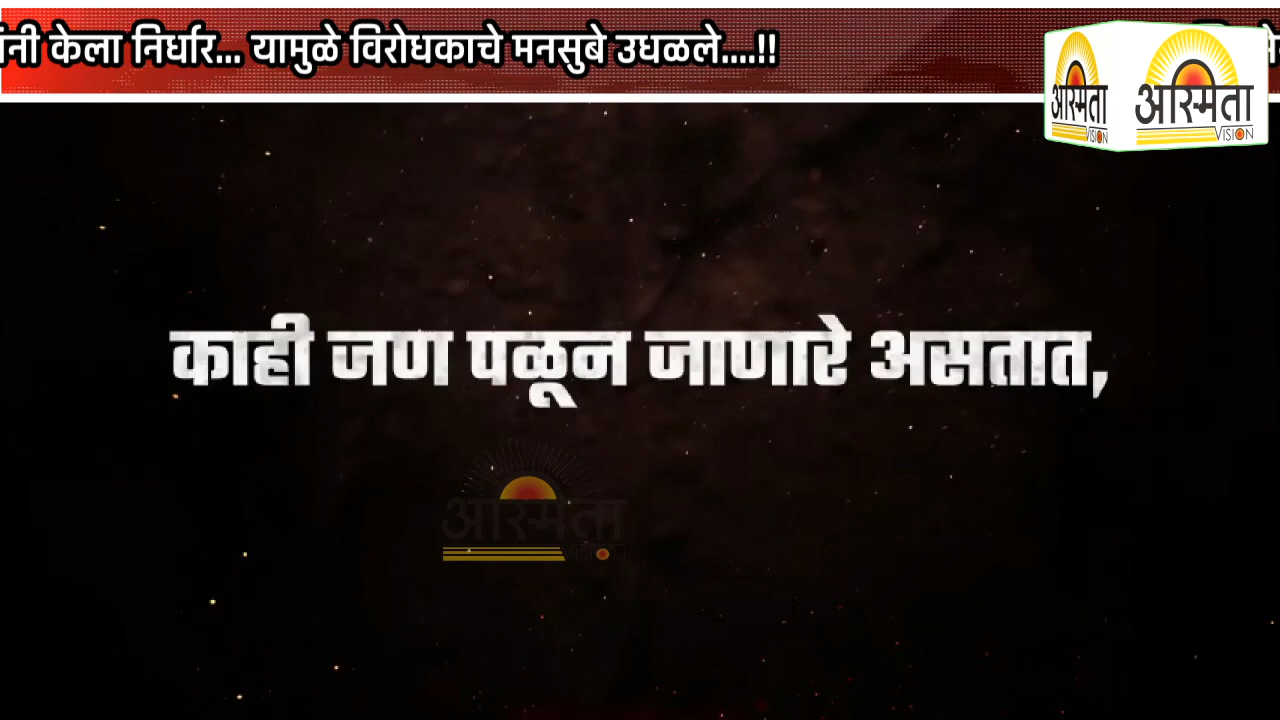 केला निर्धार... यामुळे विरोधकाचे मनसुबे उधळले....!!
अस्मिता
VISION
अस्मिता
VISION
काही जण पळून जाणारे असतात,
अस्मिता